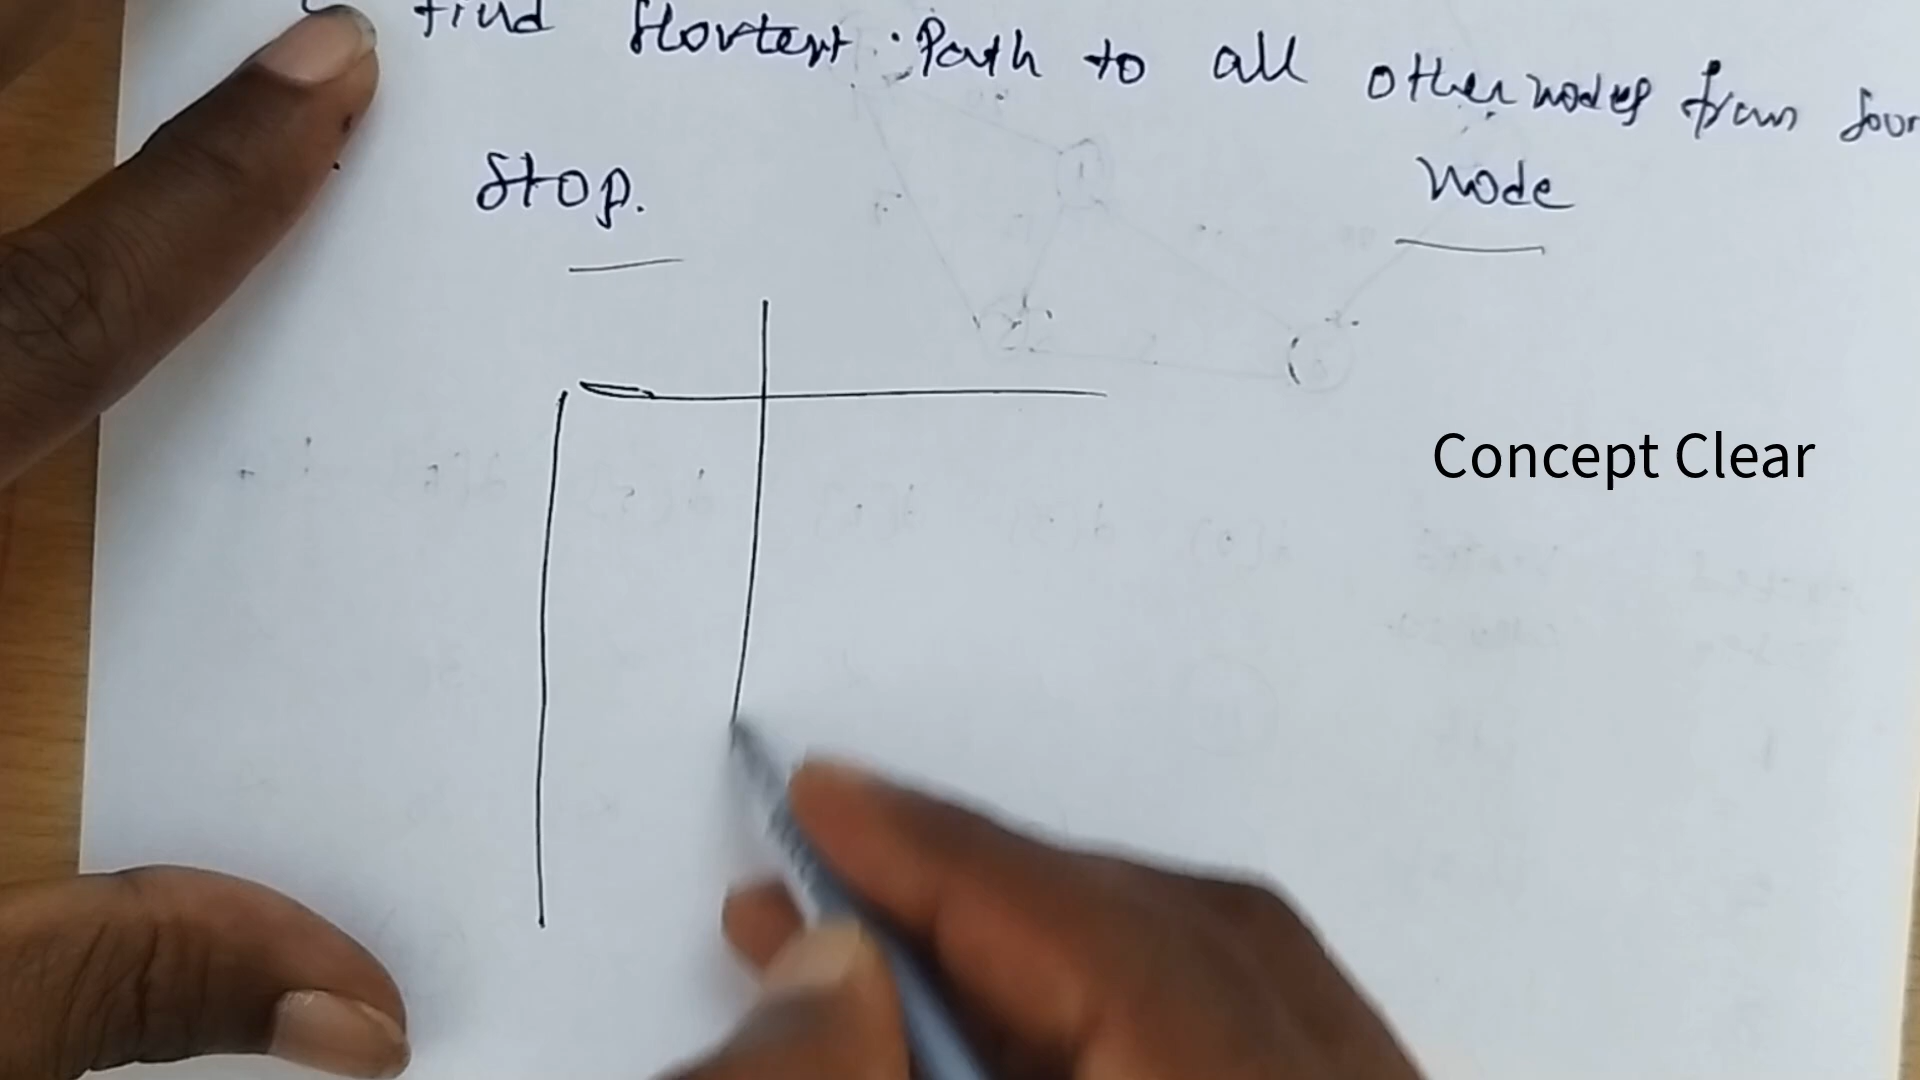 find Shortest Path to all other nodes from Sour
Node
Stop.
Concept Clear